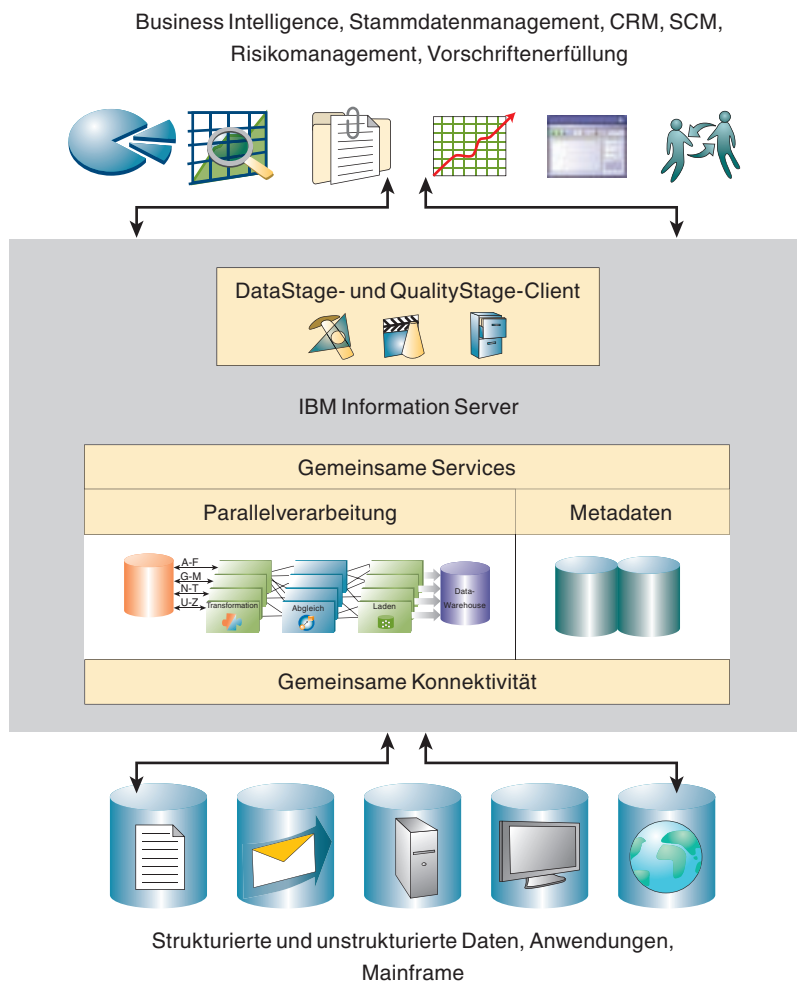 Business Intelligence, Stammdatenmanagement, CRM, SCM,
Risikomanagement, Vorschriftenerfüllung
DataStage- und QualityStage-Client
IBM Information Server
Gemeinsame Services
Parallelverarbeitung
Metadaten
A-F
G-M
N-T
U-Z
Transformation
Abgleich
Laden
Data-
Warehouse
Gemeinsame Konnektivität
Strukturierte und unstrukturierte Daten, Anwendungen,
Mainframe